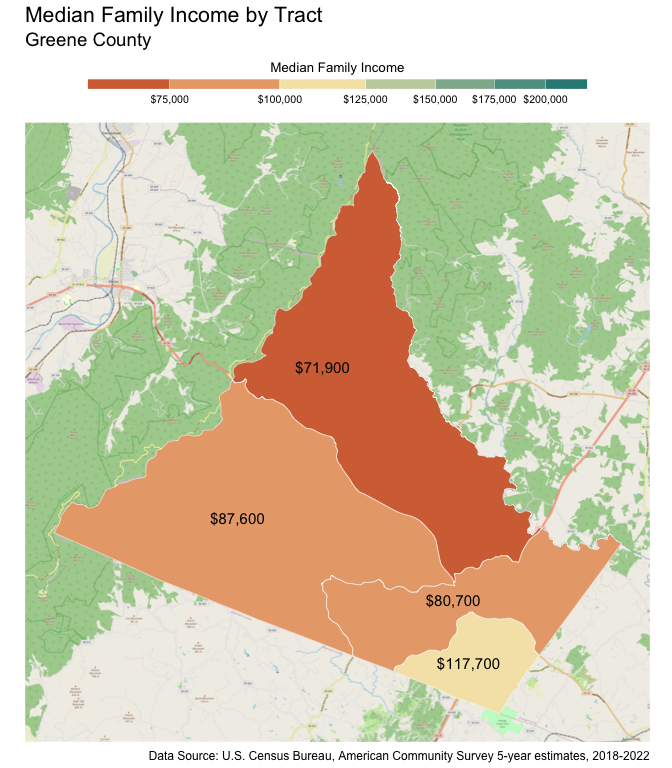 Median Family Income by Tract
Greene County
Median Family Income
$75,000 $100,000 $125,000 $150,000 $175,000 $200,000
$71,900
$87,600
$80,700
$117,700
Data Source: U.S. Census Bureau, American Community Survey 5-year estimates, 2018-2022